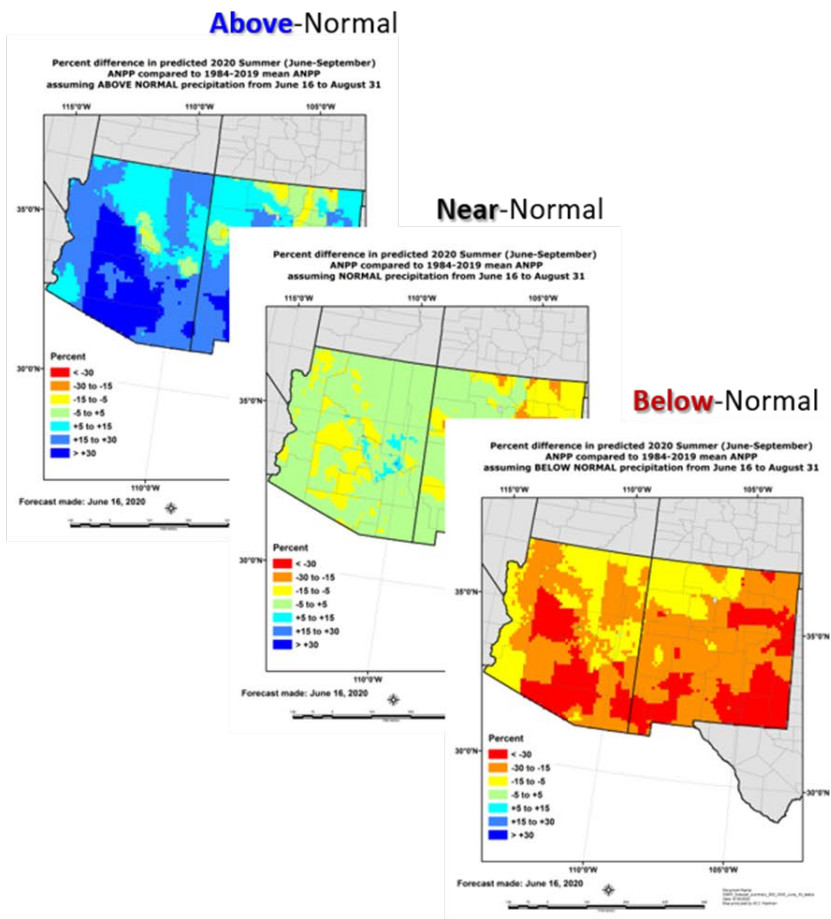 Above-Normal
Percent difference in predicted 2020 Summer (June-September)
ANPP compared to 1984-2019 mean ANPP
assuming ABOVE NORMAL precipitation from June 16 to August 31
115°0'W
110°0'W
35°0'N
30°0'N
Percent
< -30
-30 to -15
-15 to -5
-5 to +5
+5 to +15
+15 to +30
> +30
110°0'W
Forecast made: June 16, 2020
Near-Normal
Percent difference in predicted 2020 Summer (June-September)
ANPP compared to 1984-2019 mean ANPP
assuming NORMAL precipitation from June 16 to August 31
115°0'W
110°0'W
105°0'W
35°0'N
30°0'N
Percent
< -30
-30 to -15
-15 to -5
-5 to +5
+5 to +15
+15 to +30
> +30
110°0'W
Forecast made: June 16, 2020
Below-Normal
Percent difference in predicted 2020 Summer (June-September)
ANPP compared to 1984-2019 mean ANPP
assuming BELOW NORMAL precipitation from June 16 to August 31
115°0'W
110°0'W
105°0'W
35°0'N
35°0'N
30°0'N
30°0'N
Percent
< -30
-30 to -15
-15 to -5
-5 to +5
+5 to +15
+15 to +30
> +30
110°0'W
105°0'W
Forecast made: June 16, 2020